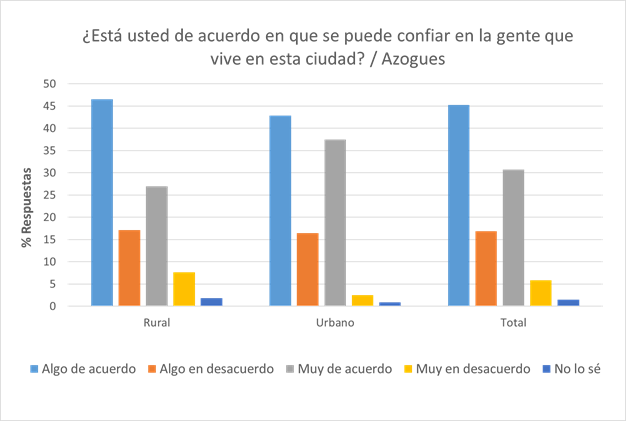 ¿Está usted de acuerdo en que se puede confiar en la gente que
vive en esta ciudad? / Azogues
50
45
40
35
30
25
20
15
10
5
0
% Respuestas
Rural Urbano Total
Algo de acuerdo Algo en desacuerdo Muy de acuerdo Muy en desacuerdo No lo sé